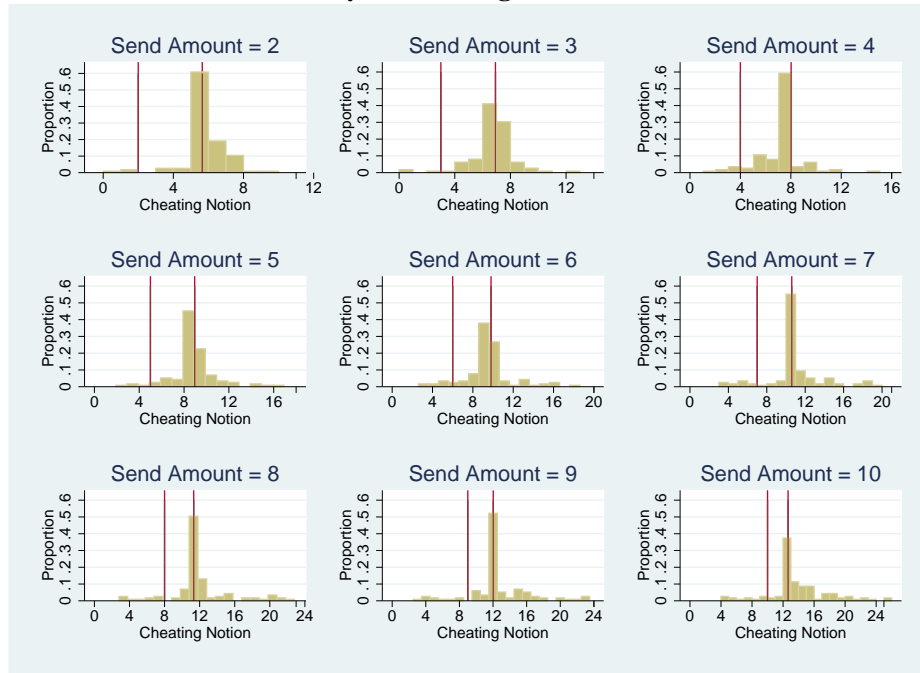 Send Amount = 2
Proportion
0 .1 .2 .3 .4 .5 .6
0 4 8 12
Cheating Notion
Send Amount = 3
Proportion
0 .1 .2 .3 .4 .5 .6
0 4 8 12
Cheating Notion
Send Amount = 4
Proportion
0 .1 .2 .3 .4 .5 .6
0 4 8 12 16
Cheating Notion
Send Amount = 5
Proportion
0 .1 .2 .3 .4 .5 .6
0 4 8 12 16
Cheating Notion
Send Amount = 6
Proportion
0 .1 .2 .3 .4 .5 .6
0 4 8 12 16 20
Cheating Notion
Send Amount = 7
Proportion
0 .1 .2 .3 .4 .5 .6
0 4 8 12 16 20
Cheating Notion
Send Amount = 8
Proportion
0 .1 .2 .3 .4 .5 .6
0 4 8 12 16 20 24
Cheating Notion
Send Amount = 9
Proportion
0 .1 .2 .3 .4 .5 .6
0 4 8 12 16 20 24
Cheating Notion
Send Amount = 10
Proportion
0 .1 .2 .3 .4 .5 .6
0 4 8 12 16 20 24
Cheating Notion